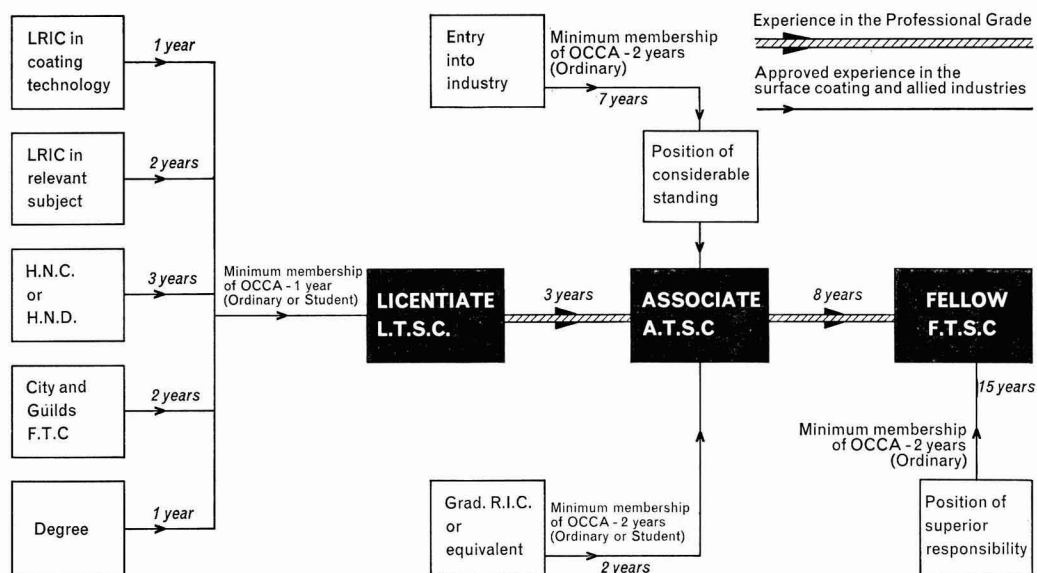 LRIC in
coating
technology
1 year
LRIC in
relevant
subject
2 years
H.N.C.
or
H.N.D.
3 years
City and
Guilds
F.T.C
2 years
Degree
1 year
Minimum membership
of OCCA - 1 year
(Ordinary or Student)
LICENTIATE
L.T.S.C.
3 years
Entry
into
industry
Minimum membership
of OCCA - 2 years
(Ordinary)
7 years
Position of
considerable
standing
ASSOCIATE
A.T.S.C
Grad. R.I.C.
or
equivalent
Minimum membership
of OCCA - 2 years
(Ordinary or Student)
2 years
8 years
FELLOW
F.T.S.C
15 years
Minimum membership
of OCCA - 2 years
(Ordinary)
Position of
superior
responsibility
Experience in the Professional Grade
Approved experience in the
surface coating and allied industries